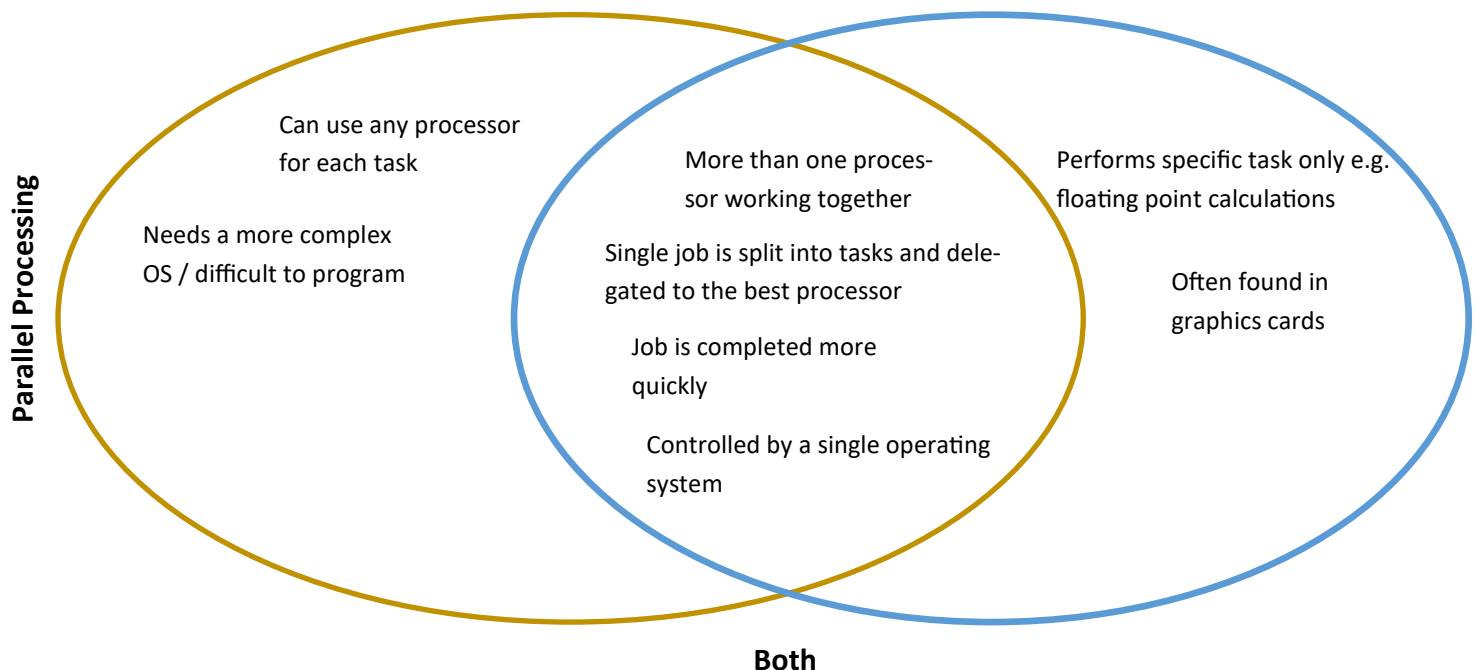 Parallel Processing
Can use any processor
for each task
Needs a more complex
OS / difficult to program
More than one proces-
sor working together
Single job is split into tasks and dele-
gated to the best processor
Job is completed more
quickly
Controlled by a single operating
system
Performs specific task only e.g.
floating point calculations
Often found in
graphics cards
Both